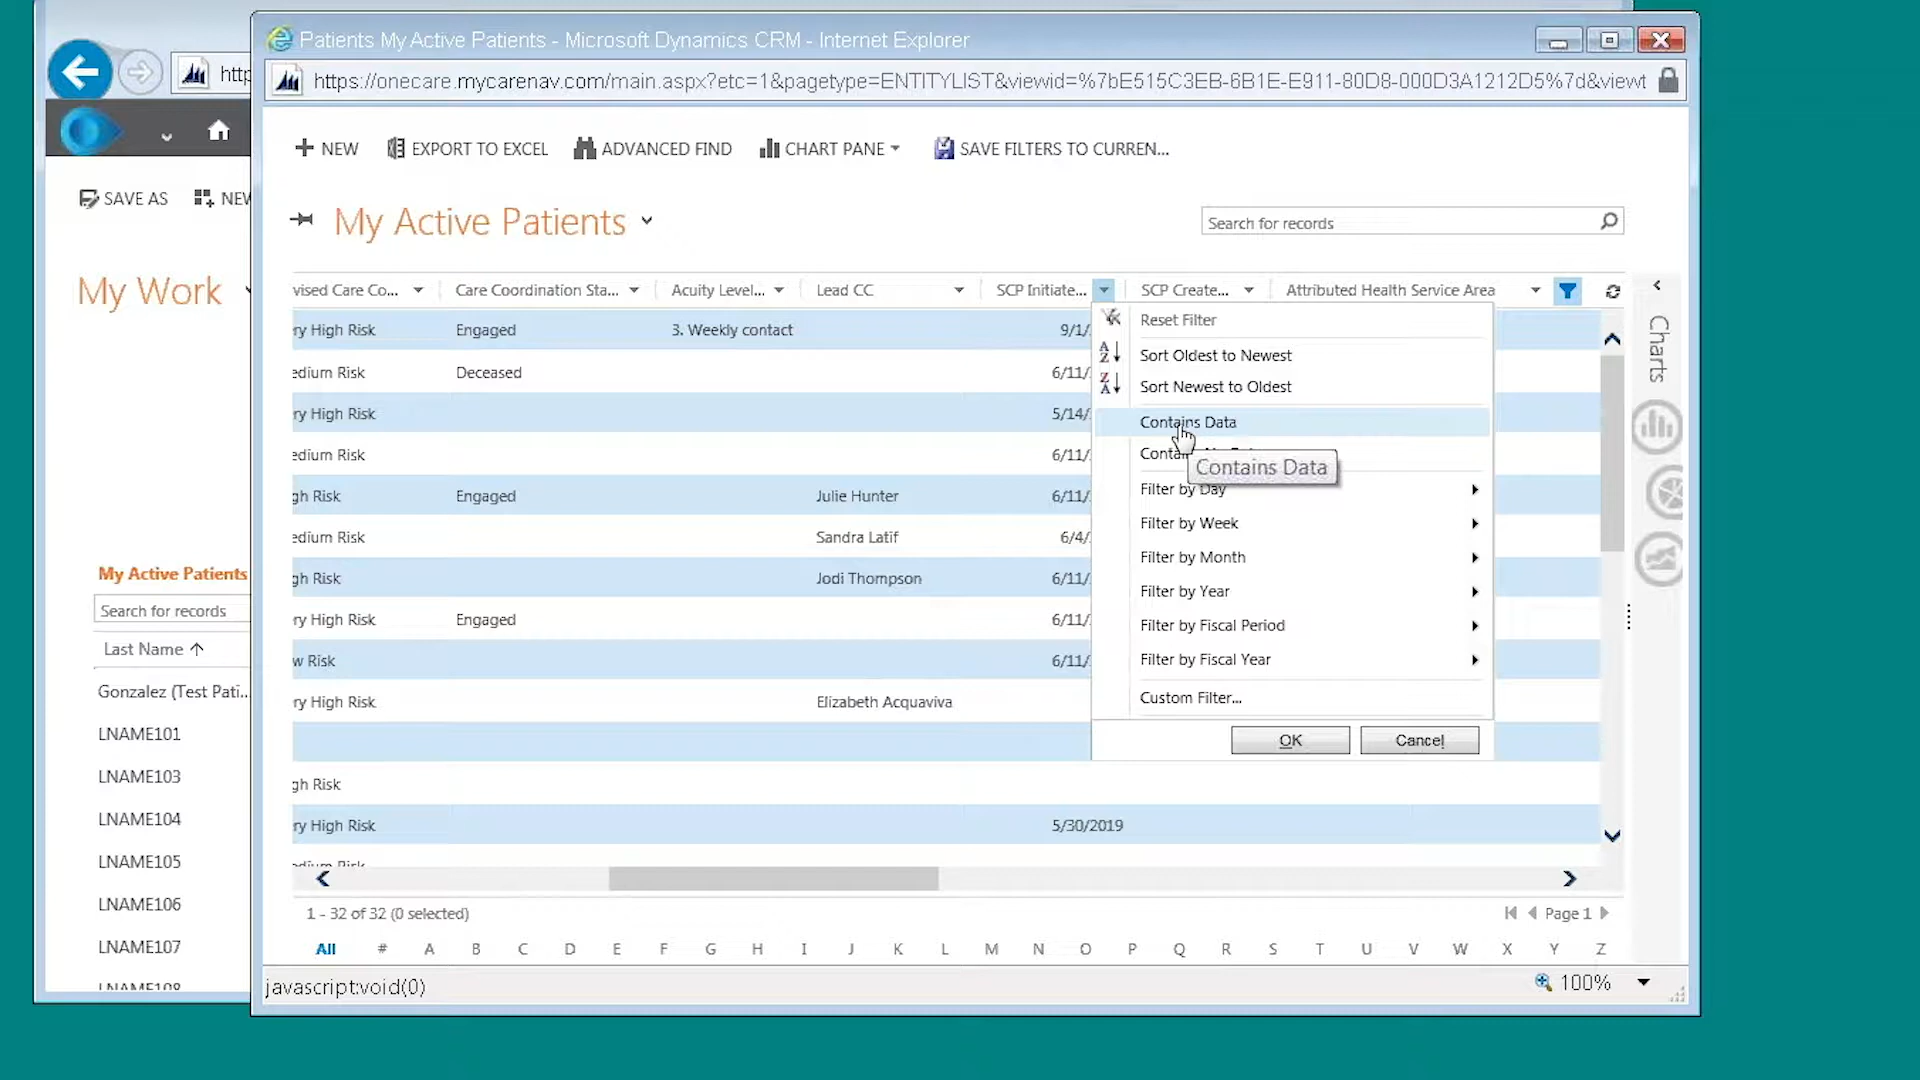 Patients My Active Patients - Microsoft Dynamics CRM - Internet Explorer
http
https://onecare.mycarenav.com/main.aspx?etc=1&pagetype=ENTITYLIST&viewid=%7bE515C3EB-6B1E-E911-80D8-000D3A1212D5%7d&viewt
NEW
EXPORT TO EXCEL
ADVANCED FIND
CHART PANE
SAVE FILTERS TO CURREN...
SAVE AS
NEW
My Active Patients
Search for records
My Work
vised Care Co...
Care Coordination Sta...
Acuity Level...
Lead CC
SCP Initiate...
SCP Create...
Attributed Health Service Area
Charts
ry High Risk Engaged 3. Weekly contact 9/1/
edium Risk Deceased 6/11/
ry High Risk 5/14/
edium Risk 6/11/
gh Risk Engaged Julie Hunter 6/11/
edium Risk Sandra Latif 6/4/
gh Risk Jodi Thompson 6/11/
ry High Risk Engaged 6/11/
w Risk 6/11/
ry High Risk Elizabeth Acquaviva
gh Risk
ry High Risk 5/30/2019
edium Risk
Reset Filter
Sort Oldest to Newest
Sort Newest to Oldest
Contains Data
Contai
Contains Data
Filter by Day
Filter by Week
Filter by Month
Filter by Year
Filter by Fiscal Period
Filter by Fiscal Year
Custom Filter...
OK
Cancel
My Active Patients
Search for records
Last Name
Gonzalez (Test Pati...
LNAME101
LNAME103
LNAME104
LNAME105
LNAME106
LNAME107
LNAME108
1 - 32 of 32 (0 selected)
Page 1
All # A B C D E F G H I J K L M N O P Q R S T U V W X Y Z
javascript:void(0)
100%